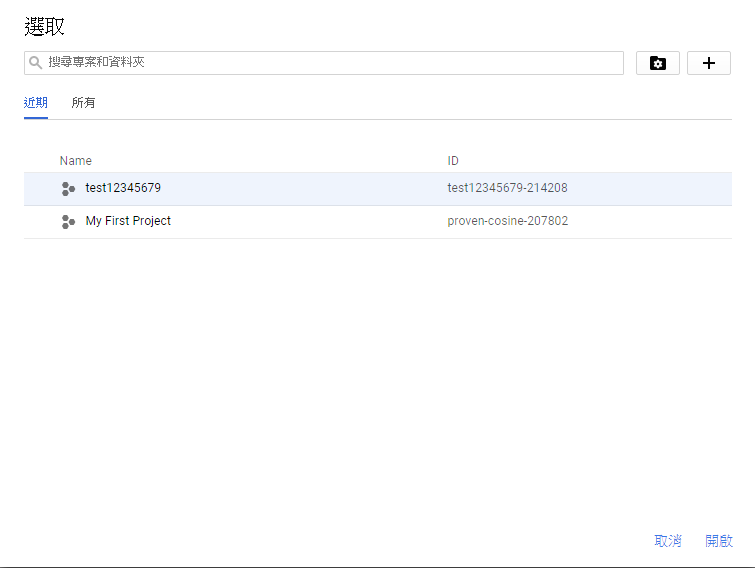 選取
搜尋專案和資料夾
近期 所有
Name ID
test12345679 test12345679-214208
My First Project proven-cosine-207802
取消 開啟